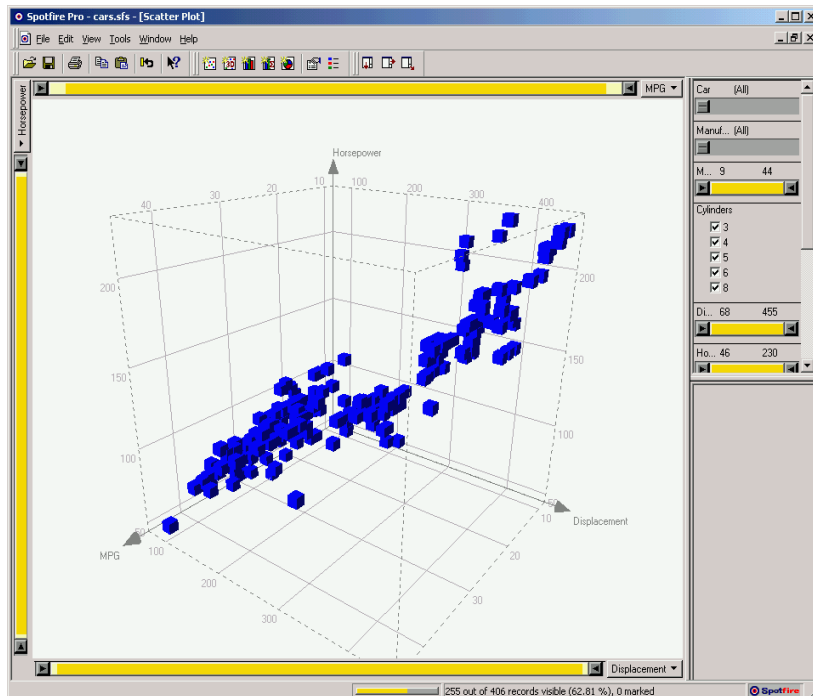 Spotfire Pro - cars.sfs - [Scatter Plot]
File Edit View Tools Window Help
Horsepower
MPG
Car (All)
Manuf... (All)
M... 9 44
Cylinders
3
4
5
6
8
Di... 68 455
Ho... 46 230
Horsepower
40 30 20 10 100 200 300 400
200 200
150 150
100 100
50 50
MPG
Displacement
100 10
200 20
300 30
Displacement
255 out of 406 records visible (62.81 %), 0 marked
Spotfire